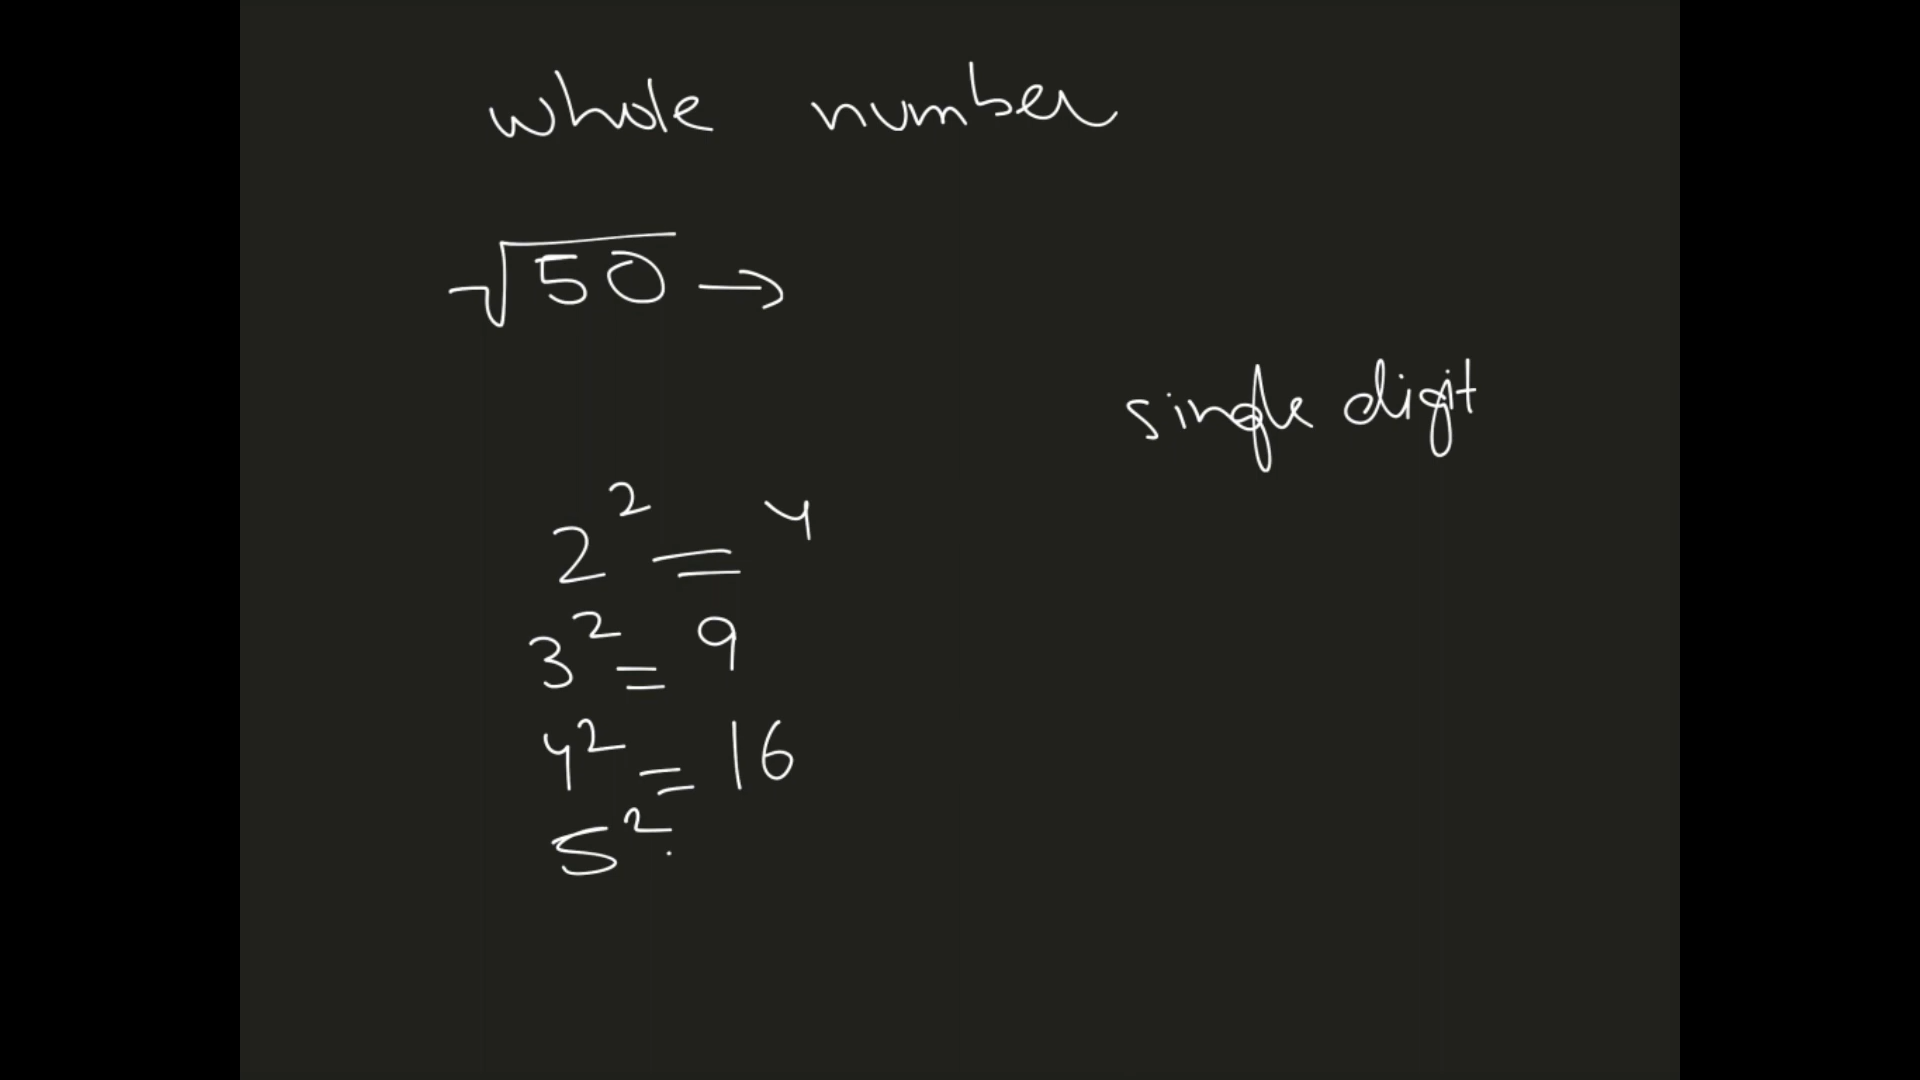 whole number
√50 →
single digit
2² = 4
3² = 9
4² = 16
5²